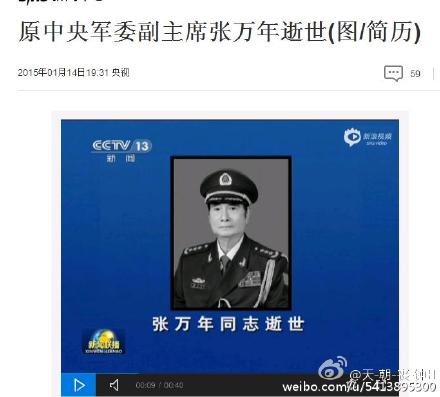 原中央军委副主席张万年逝世(图/简历)
2015年01月14日19:31 央视
59
CCTV 13
新闻
新浪视频
张万年同志逝世
新闻联播
XINWEN LIANBO
00:09 / 00:40
weibo.com/u/5413895300